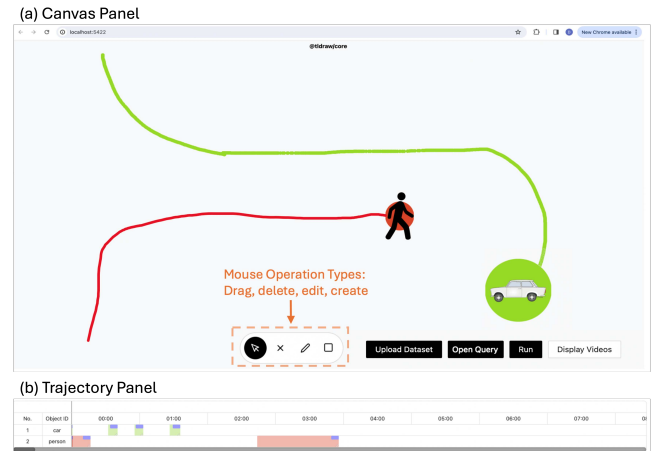 (a) Canvas Panel
localhost:5422
New Chrome available
@tldraw/core
Mouse Operation Types:
Drag, delete, edit, create
Upload Dataset
Open Query
Run
Display Videos
(b) Trajectory Panel
No. Object ID 00:00 01:00 02:00 03:00 04:00 05:00 06:00 07:00
1 car
2 person